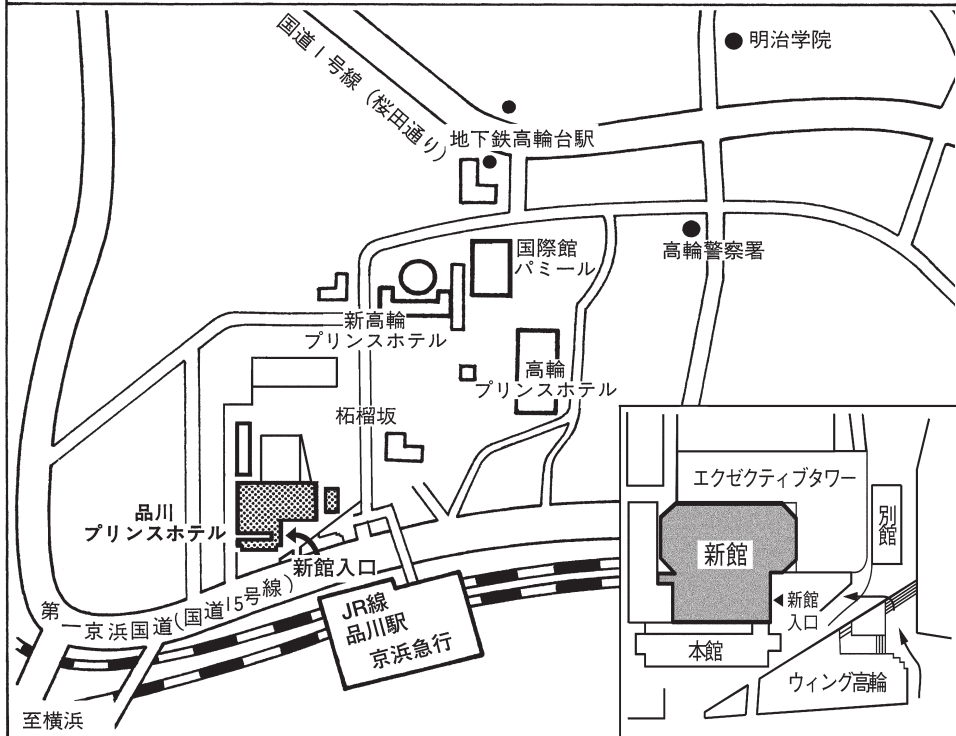 国道1号線（桜田通り）
明治学院
地下鉄高輪台駅
高輪警察署
国際館
パミール
新高輪
プリンスホテル
高輪
プリンスホテル
柘榴坂
品川
プリンスホテル
新館入口
第一京浜国道(国道15号線)
JR線
品川駅
京浜急行
至横浜
エクゼクティブタワー
別館
新館
新館
入口
本館
ウィング高輪